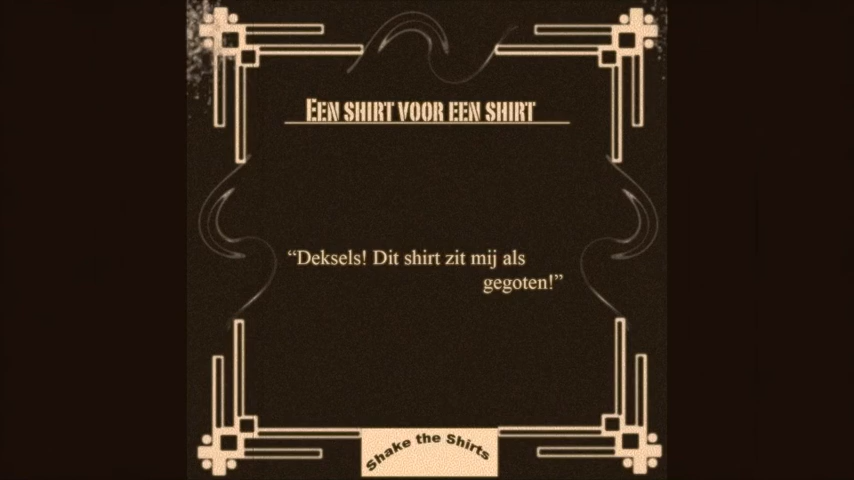 Een shirt voor een shirt
“Deksels! Dit shirt zit mij als
gegoten!”
Shake the Shirts